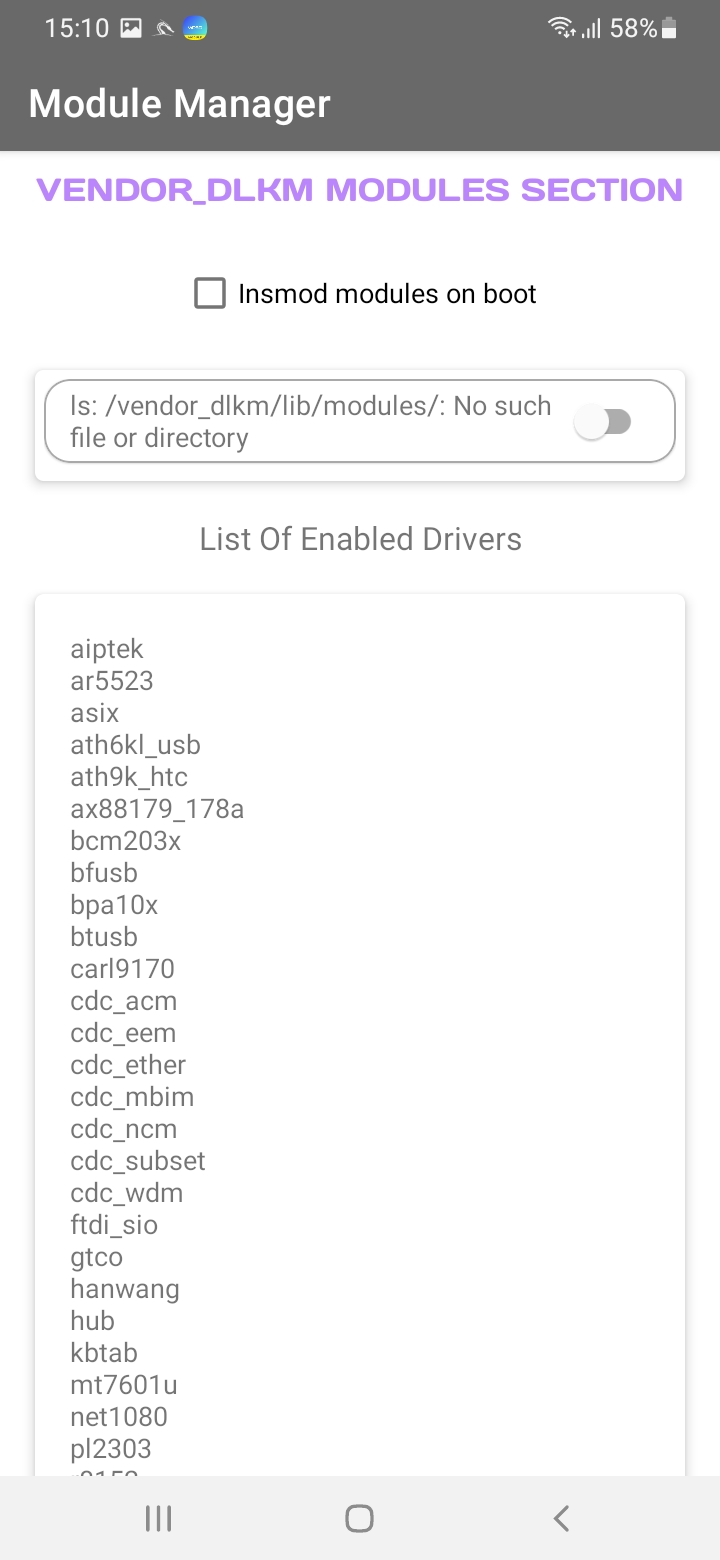 15:10
58%
Module Manager
VENDOR_DLKM MODULES SECTION
Insmod modules on boot
ls: /vendor_dlkm/lib/modules/: No such
file or directory
List Of Enabled Drivers
aiptek
ar5523
asix
ath6kl_usb
ath9k_htc
ax88179_178a
bcm203x
bfusb
bpa10x
btusb
carl9170
cdc_acm
cdc_eem
cdc_ether
cdc_mbim
cdc_ncm
cdc_subset
cdc_wdm
ftdi_sio
gtco
hanwang
hub
kbtab
mt7601u
net1080
pl2303